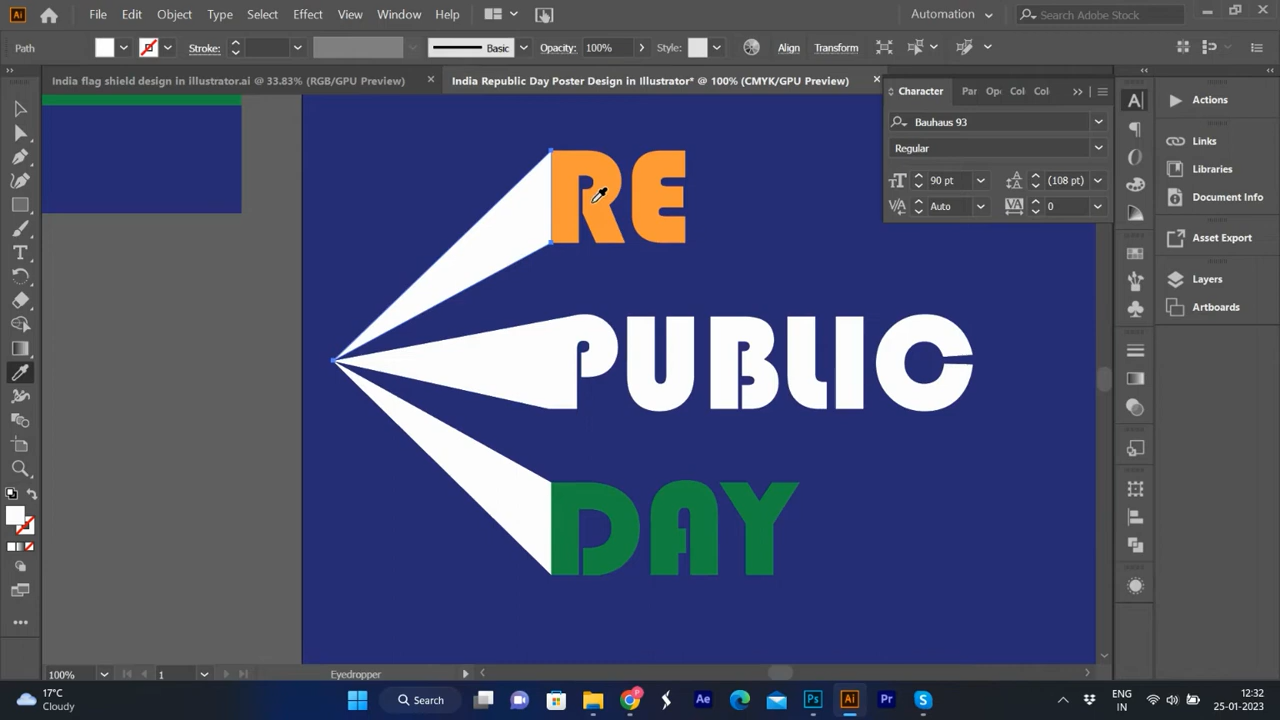 Ai File Edit Object Type Select Effect View Window Help Automation Search Adobe Stock
Path Stroke: Basic Opacity: 100% Style: Align Transform
India flag shield design in illustrator.ai @ 33.83% (RGB/GPU Preview) India Republic Day Poster Design in Illustrator* @ 100% (CMYK/GPU Preview)
Character Par Op Col Col
Bauhaus 93
Regular
90 pt (108 pt)
Auto 0
Actions
Links
Libraries
Document Info
Asset Export
Layers
Artboards
RE
PUBLIC
DAY
100% 1 Eyedropper
17°C
Cloudy
Search
Ae Ps Ai Pr
ENG
IN
12:32
25-01-2023